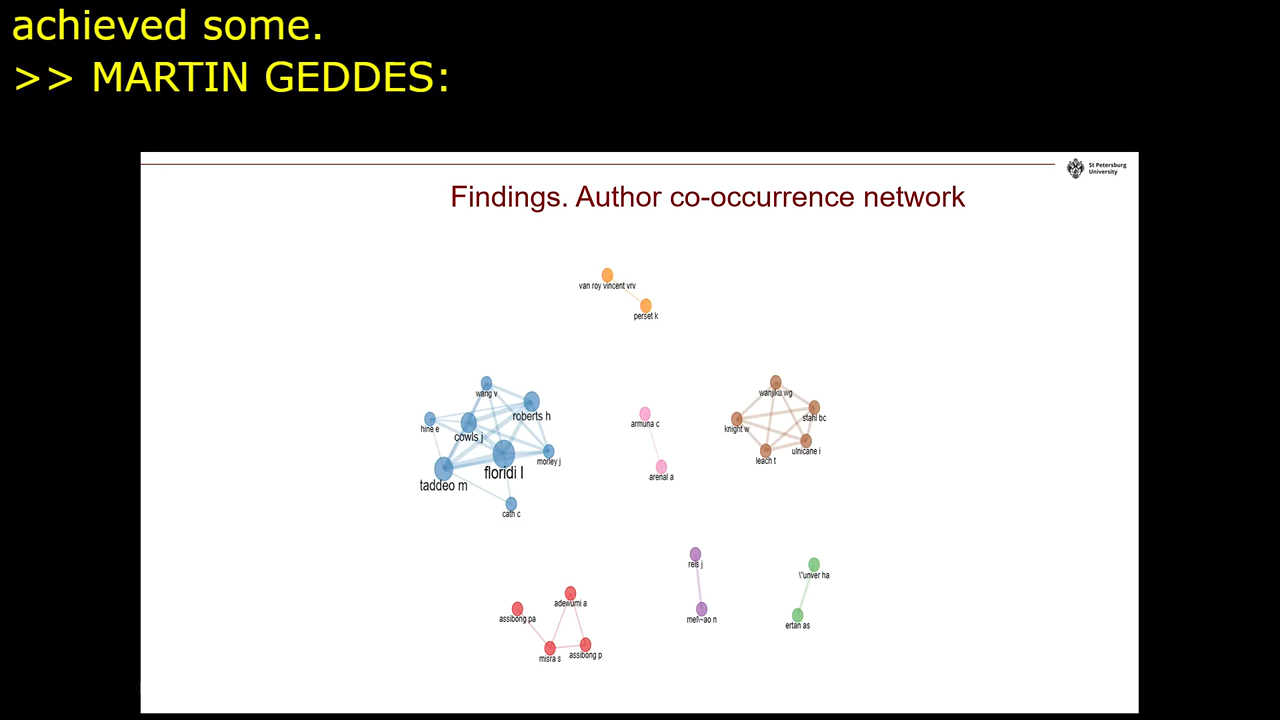 achieved some.
>> MARTIN GEDDES:
St Petersburg
University
Findings. Author co-occurrence network
van roy vincent vrv
perset k
wang v
roberts h
hine e
cowls j
morley j
floridi l
taddeo m
cath c
armuna c
arenal a
wanjiku wg
stahl bc
knight w
ulnicane i
leach t
reis j
mel\~ao n
\"unver ha
ertan as
adewumi a
assibong pa
misra s
assibong p